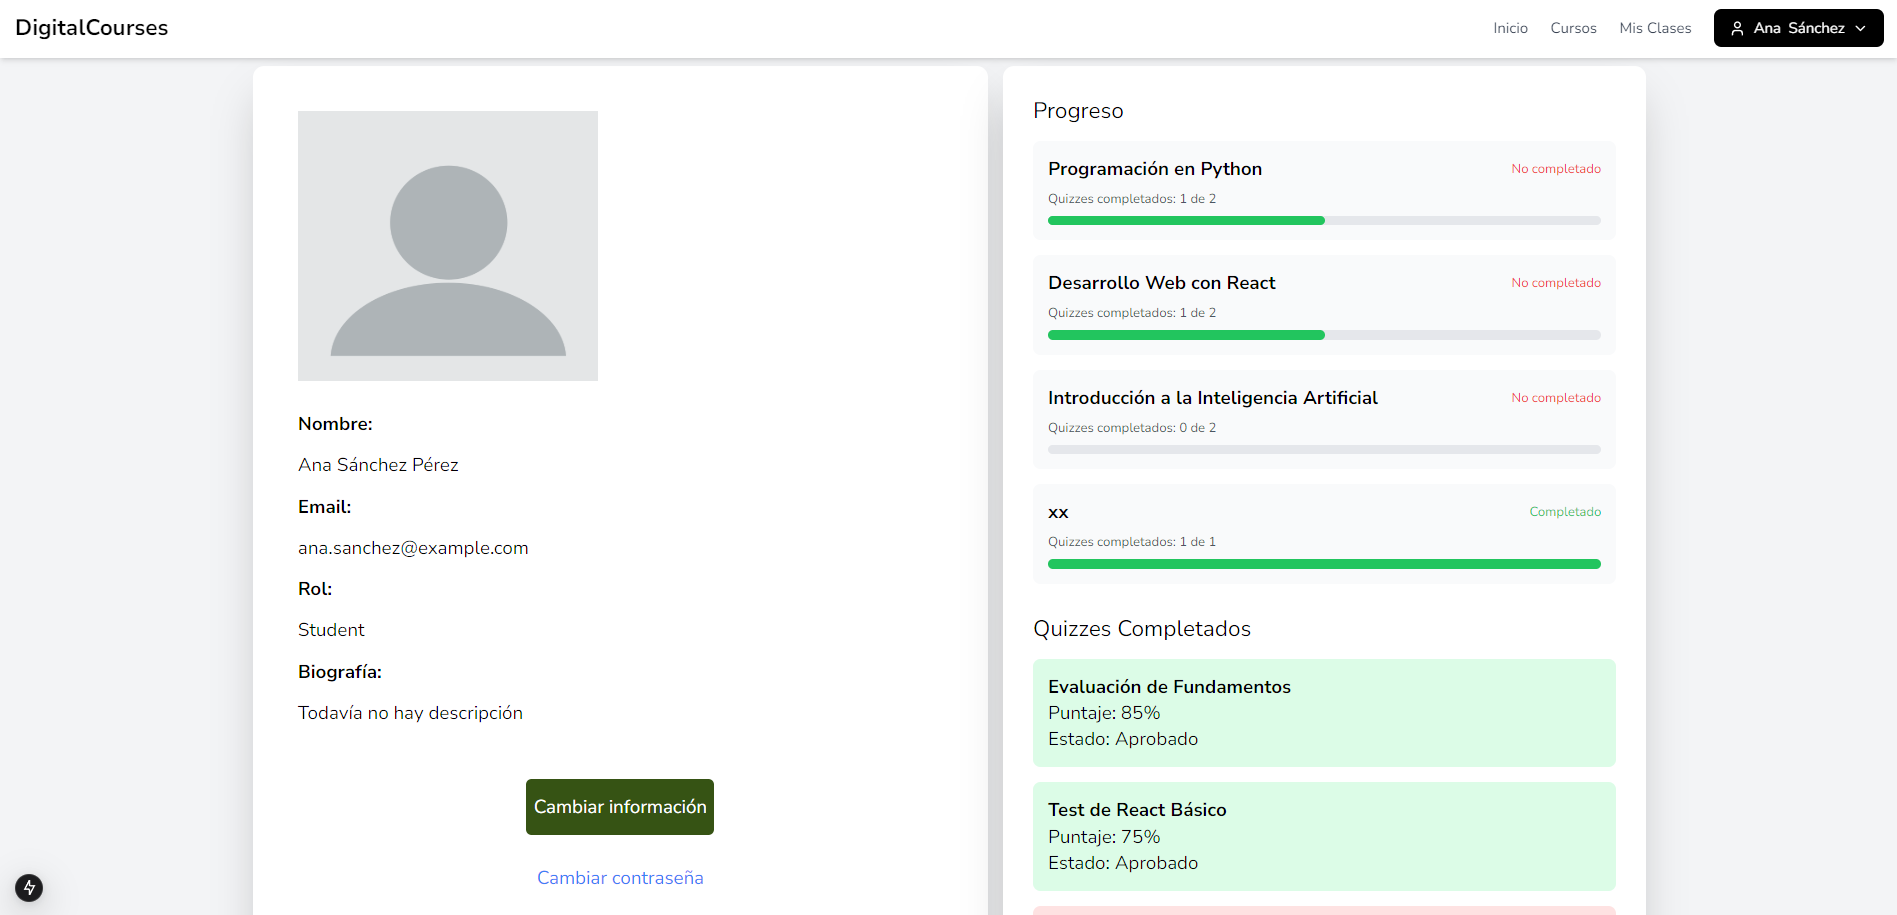 DigitalCourses
Inicio
Cursos
Mis Clases
Ana Sánchez
Nombre:
Ana Sánchez Pérez
Email:
ana.sanchez@example.com
Rol:
Student
Biografía:
Todavía no hay descripción
Cambiar información
Cambiar contraseña
Progreso
Programación en Python
No completado
Quizzes completados: 1 de 2
Desarrollo Web con React
No completado
Quizzes completados: 1 de 2
Introducción a la Inteligencia Artificial
No completado
Quizzes completados: 0 de 2
xx
Completado
Quizzes completados: 1 de 1
Quizzes Completados
Evaluación de Fundamentos
Puntaje: 85%
Estado: Aprobado
Test de React Básico
Puntaje: 75%
Estado: Aprobado